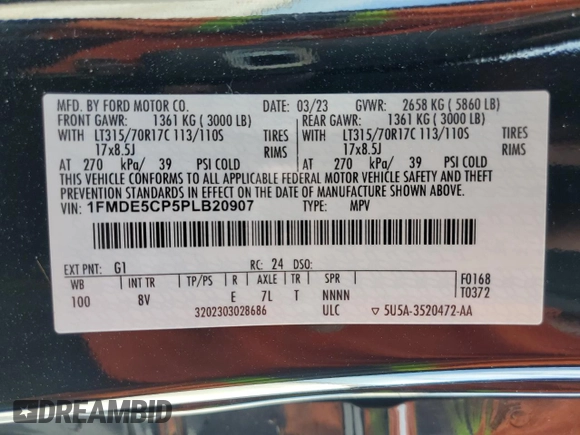 MFD. BY FORD MOTOR CO. DATE: 03/23 GVWR: 2658 KG ( 5860 LB)
FRONT GAWR: 1361 KG ( 3000 LB) REAR GAWR: 1361 KG ( 3000 LB)
WITH LT315/70R17C 113/110S TIRES WITH LT315/70R17C 113/110S TIRES
17x8.5J RIMS 17x8.5J RIMS
AT 270 kPa/ 39 PSI COLD AT 270 kPa/ 39 PSI COLD
THIS VEHICLE CONFORMS TO ALL APPLICABLE FEDERAL MOTOR VEHICLE SAFETY AND THEFT
PREVENTION STANDARDS IN EFFECT ON THE DATE OF MANUFACTURE SHOWN ABOVE.
VIN: 1FMDE5CP5PLB20907 TYPE: MPV
EXT PNT: G1 RC: 24 DSO: F0168
WB INT TR TP/PS R AXLE TR SPR T0372
100 8V E 7L T NNNN
3202303028686 ULC ▽ 5U5A-3520472-AA
DREAMBID